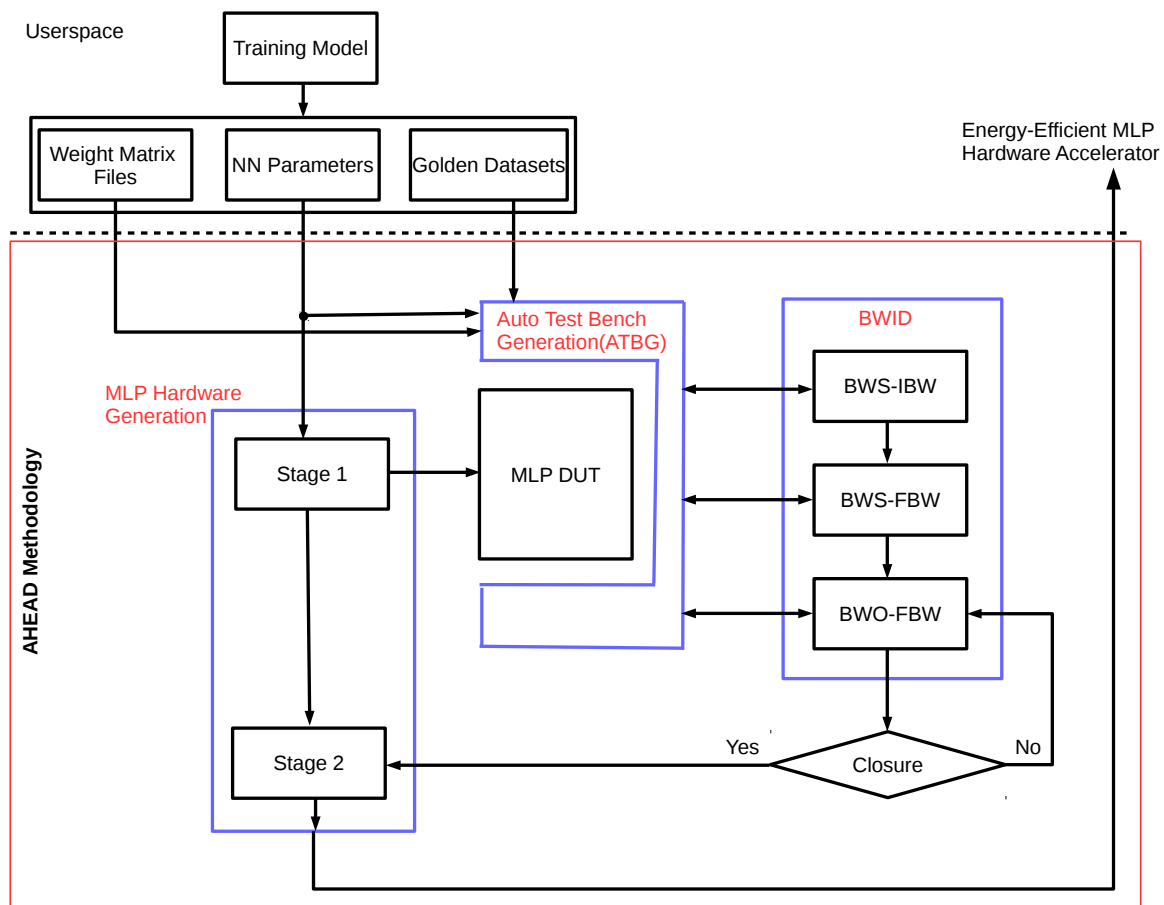 Userspace
Training Model
Weight Matrix
Files
NN Parameters
Golden Datasets
Energy-Efficient MLP
Hardware Accelerator
Auto Test Bench
Generation(ATBG)
BWID
MLP Hardware
Generation
BWS-IBW
Stage 1
MLP DUT
BWS-FBW
BWO-FBW
AHEAD Methodology
Stage 2
Yes
Closure
No